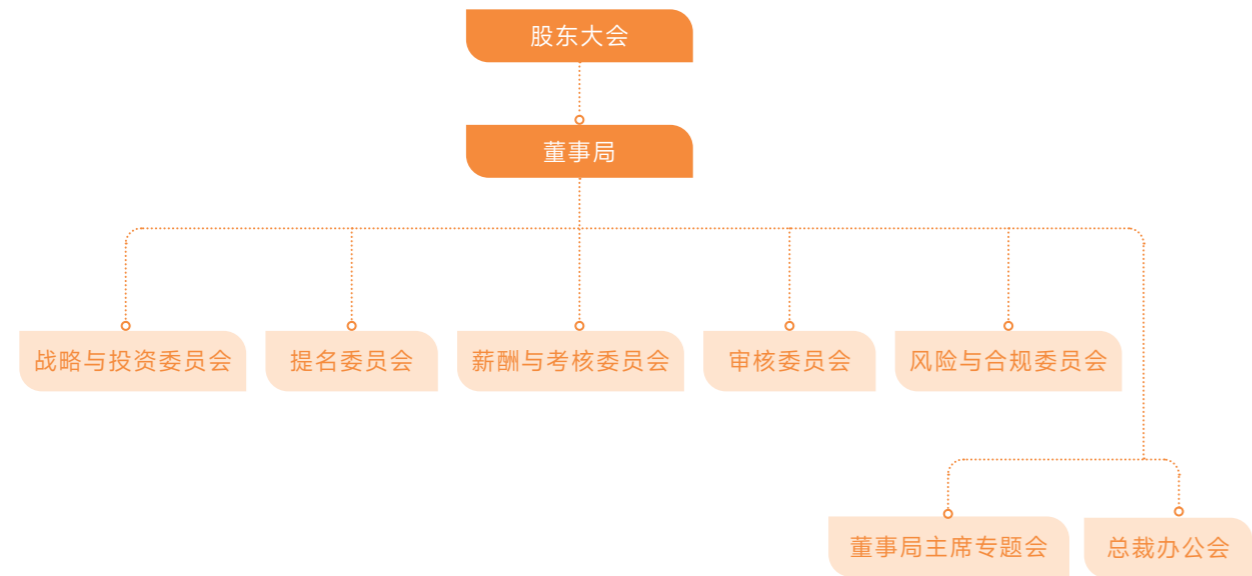 股东大会
董事局
战略与投资委员会
提名委员会
薪酬与考核委员会
审核委员会
风险与合规委员会
董事局主席专题会
总裁办公会